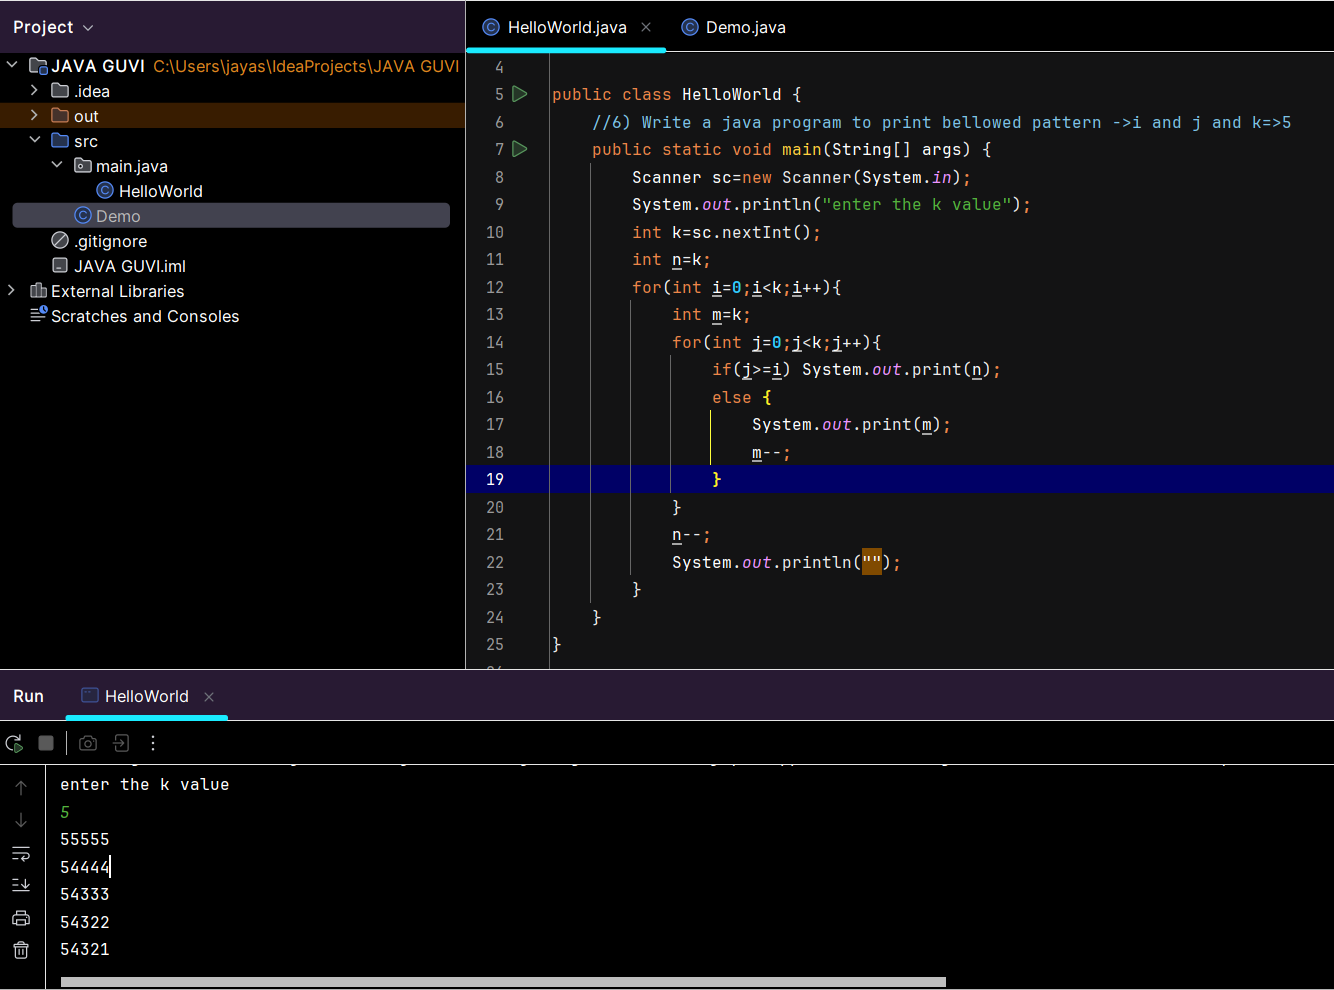 Project
HelloWorld.java
Demo.java
JAVA GUVI C:\Users\jayas\IdeaProjects\JAVA GUVI
.idea
out
src
main.java
HelloWorld
Demo
.gitignore
JAVA GUVI.iml
External Libraries
Scratches and Consoles
4
5 public class HelloWorld {
6 //6) Write a java program to print bellowed pattern ->i and j and k=>5
7 public static void main(String[] args) {
8 Scanner sc=new Scanner(System.in);
9 System.out.println("enter the k value");
10 int k=sc.nextInt();
11 int n=k;
12 for(int i=0;i<k;i++){
13 int m=k;
14 for(int j=0;j<k;j++){
15 if(j>=i) System.out.print(n);
16 else {
17 System.out.print(m);
18 m--;
19 }
20 }
21 n--;
22 System.out.println("");
23 }
24 }
25 }
Run
HelloWorld
enter the k value
5
55555
54444
54333
54322
54321